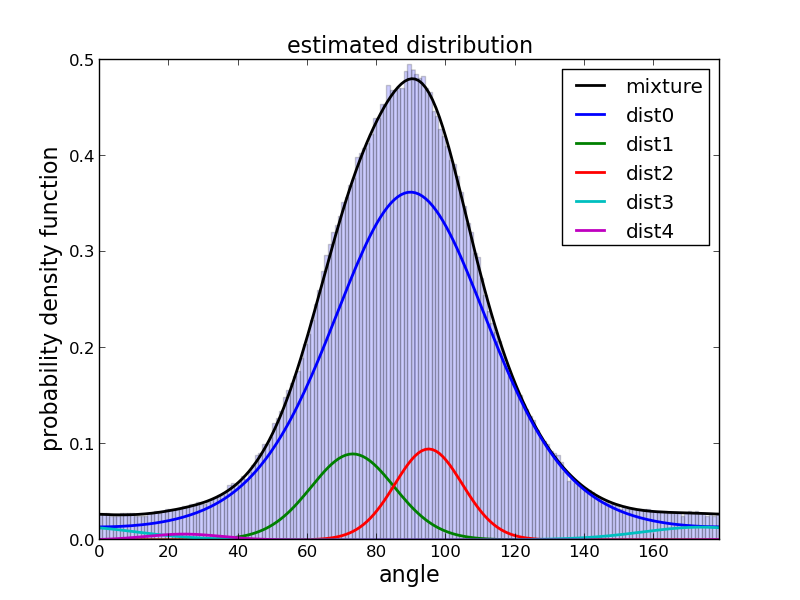 estimated distribution
probability density function
0.5
0.4
0.3
0.2
0.1
0.0
mixture
dist0
dist1
dist2
dist3
dist4
0 20 40 60 80 100 120 140 160
angle